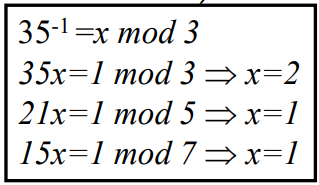 35⁻¹ =x mod 3
35x=1 mod 3 ⇒ x=2
21x=1 mod 5 ⇒ x=1
15x=1 mod 7 ⇒ x=1